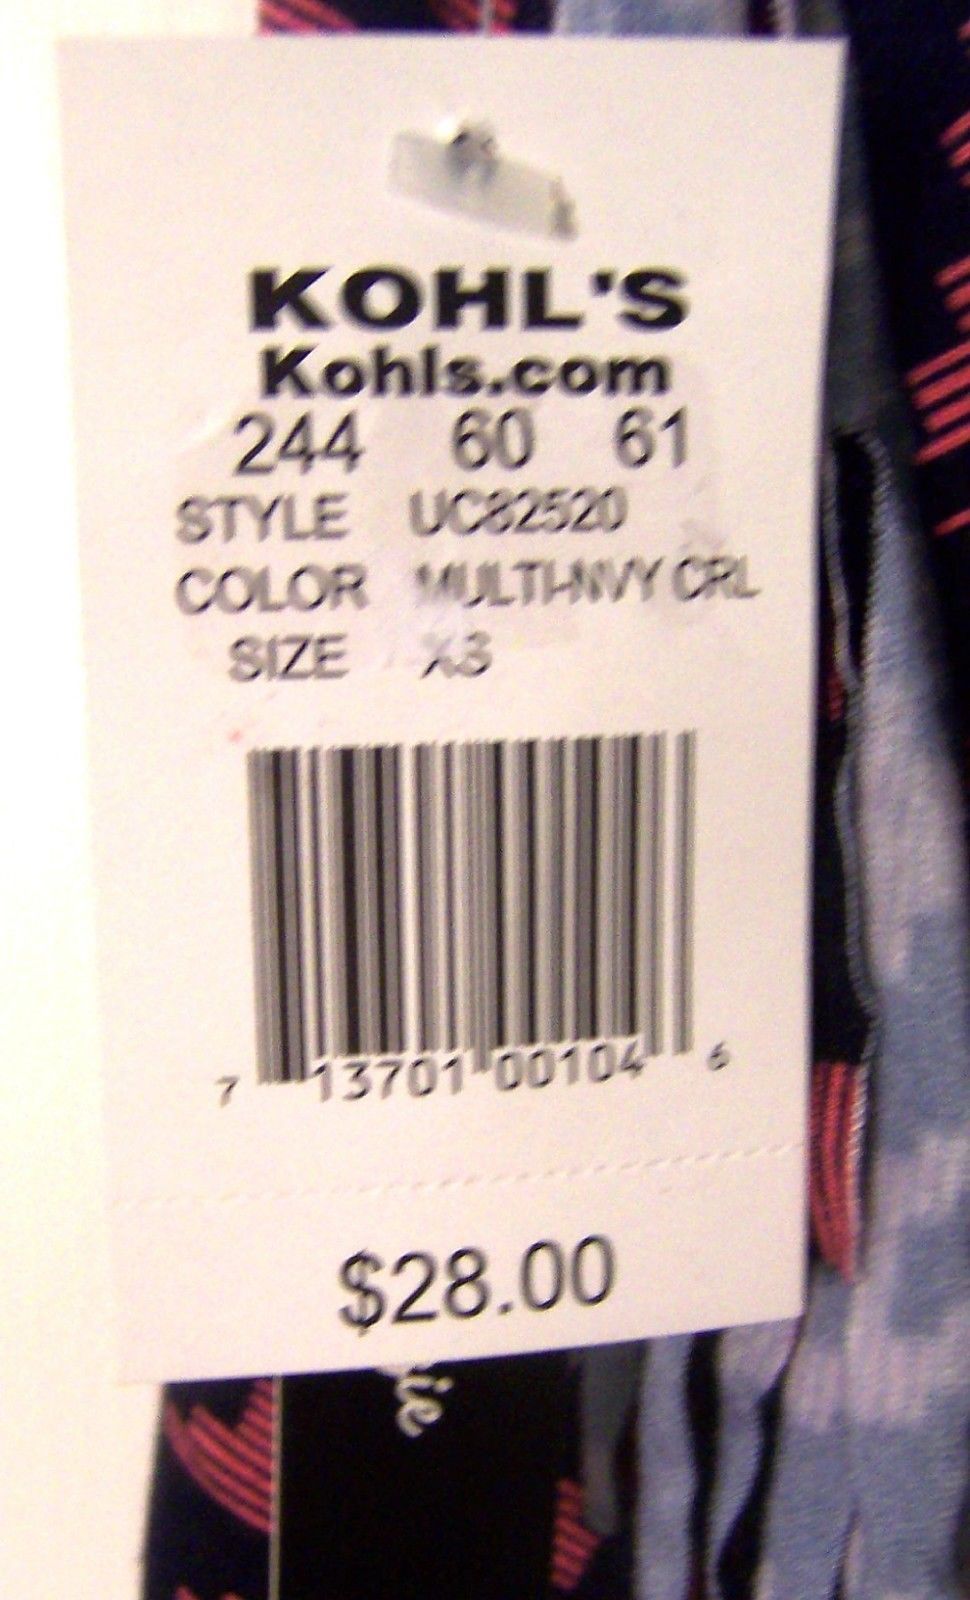 KOHL'S
Kohls.com
244 60 61
STYLE UC82520
COLOR MULTI-NVY CRL
SIZE XS
7 13701 00104 6
$28.00